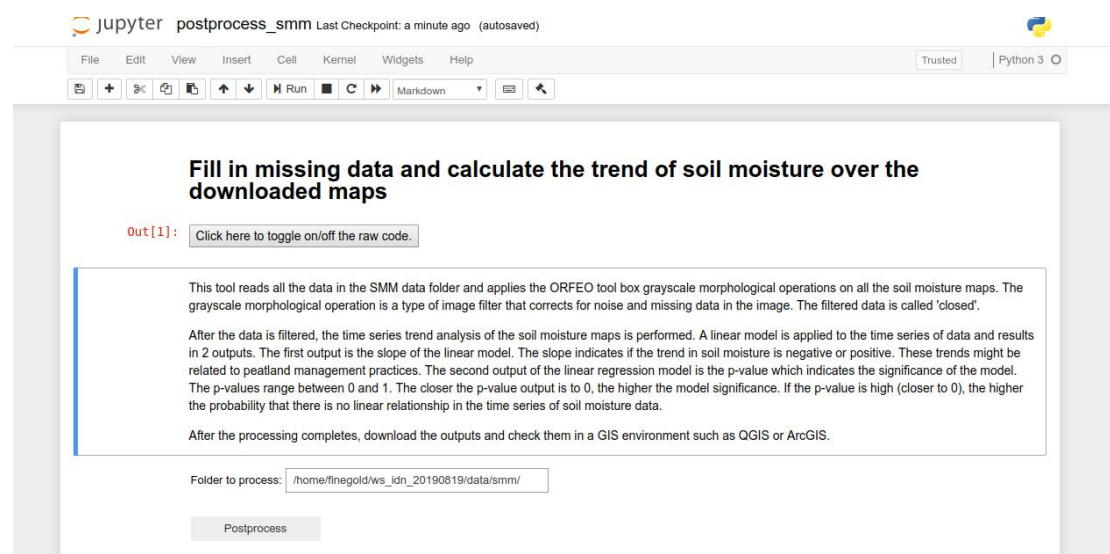 jupyter postprocess_smm Last Checkpoint: a minute ago (autosaved)
File Edit View Insert Cell Kernel Widgets Help Trusted Python 3
Run Markdown
Fill in missing data and calculate the trend of soil moisture over the
downloaded maps
Out[1]: Click here to toggle on/off the raw code.
This tool reads all the data in the SMM data folder and applies the ORFEO tool box grayscale morphological operations on all the soil moisture maps. The
grayscale morphological operation is a type of image filter that corrects for noise and missing data in the image. The filtered data is called 'closed'.
After the data is filtered, the time series trend analysis of the soil moisture maps is performed. A linear model is applied to the time series of data and results
in 2 outputs. The first output is the slope of the linear model. The slope indicates if the trend in soil moisture is negative or positive. These trends might be
related to peatland management practices. The second output of the linear regression model is the p-value which indicates the significance of the model.
The p-values range between 0 and 1. The closer the p-value output is to 0, the higher the model significance. If the p-value is high (closer to 0), the higher
the probability that there is no linear relationship in the time series of soil moisture data.
After the processing completes, download the outputs and check them in a GIS environment such as QGIS or ArcGIS.
Folder to process: /home/finegold/ws_idn_20190819/data/smm/
Postprocess